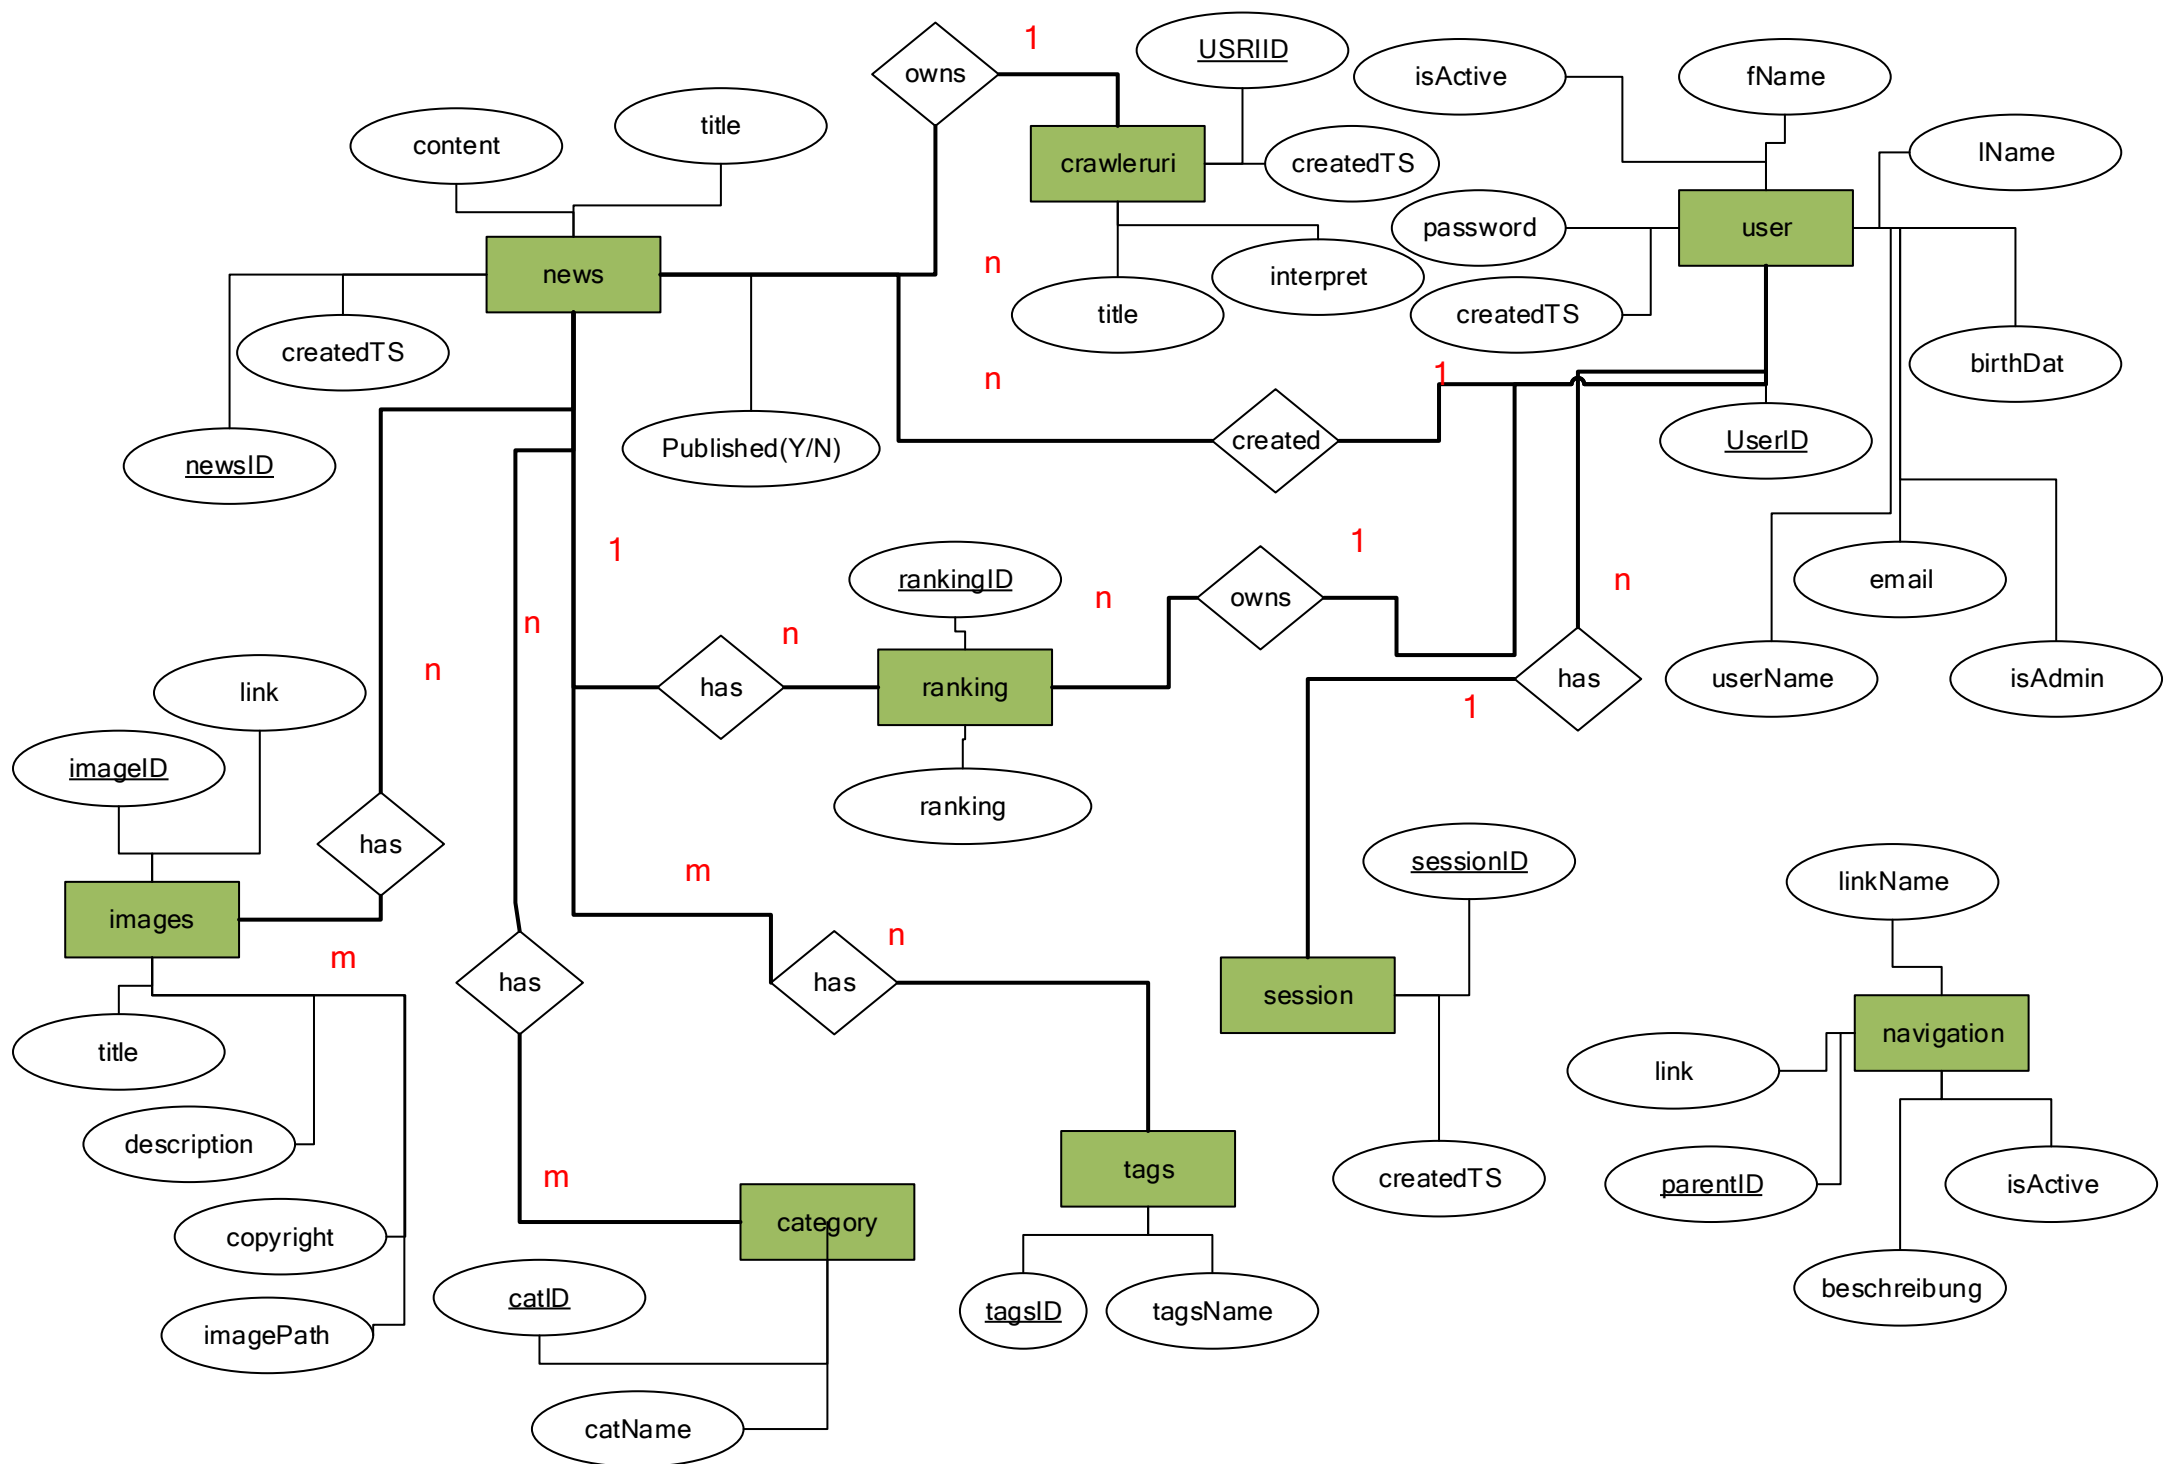 1
USRIID
owns
isActive
fName
title
content
lName
crawleruri
createdTS
password
user
n
news
interpret
title
createdTS
createdTS
birthDat
n
1
created
UserID
Published(Y/N)
newsID
1
1
rankingID
email
n
owns
n
n
n
has
ranking
has
userName
isAdmin
n
link
1
imageID
ranking
has
sessionID
m
linkName
images
n
m
has
has
session
navigation
title
link
description
m
tags
createdTS
parentID
isActive
category
copyright
beschreibung
catID
tagsID
tagsName
imagePath
catName